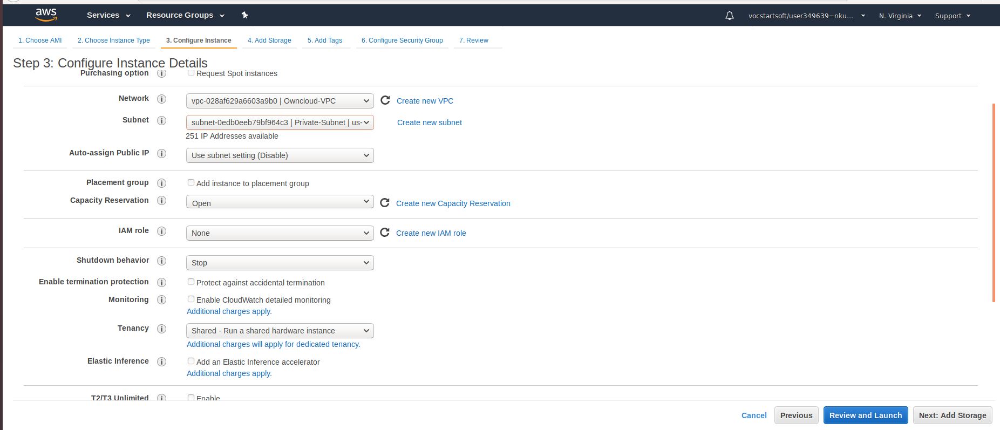 aws Services Resource Groups vocstartsoft/user349639=nku... N. Virginia Support
1. Choose AMI 2. Choose Instance Type 3. Configure Instance 4. Add Storage 5. Add Tags 6. Configure Security Group 7. Review
Step 3: Configure Instance Details
Purchasing option i Request Spot instances
Network i vpc-028af629a6603a9b0 | Owncloud-VPC Create new VPC
Subnet i subnet-0edb0eeb79bf964c3 | Private-Subnet | us- Create new subnet
251 IP Addresses available
Auto-assign Public IP i Use subnet setting (Disable)
Placement group i Add instance to placement group
Capacity Reservation i Open Create new Capacity Reservation
IAM role i None Create new IAM role
Shutdown behavior i Stop
Enable termination protection i Protect against accidental termination
Monitoring i Enable CloudWatch detailed monitoring
Additional charges apply.
Tenancy i Shared - Run a shared hardware instance
Additional charges will apply for dedicated tenancy.
Elastic Inference i Add an Elastic Inference accelerator
Additional charges apply.
T2/T3 Unlimited i Enable
Cancel Previous Review and Launch Next: Add Storage